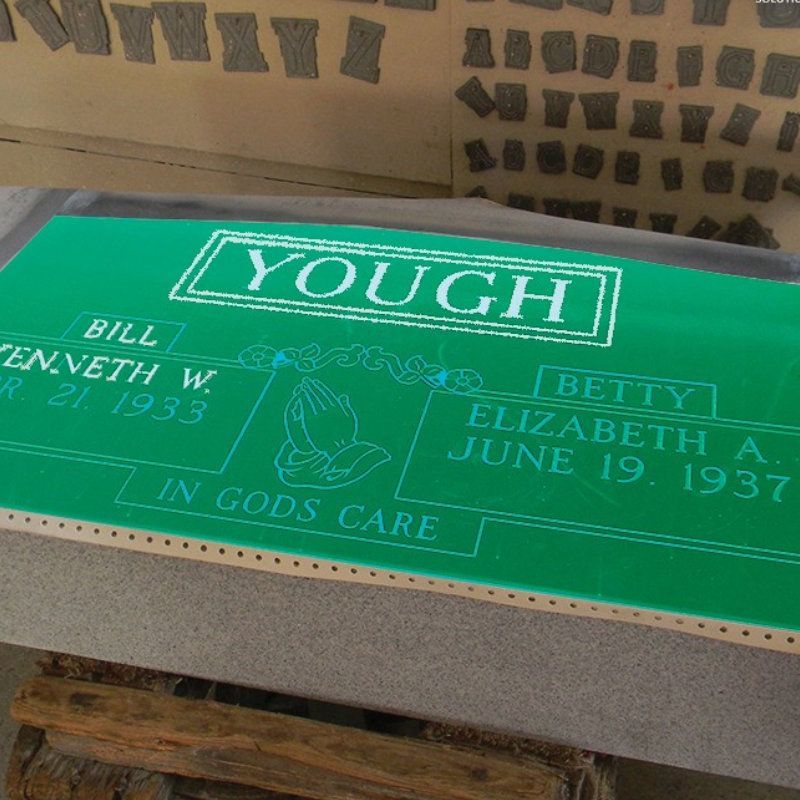 YOUGH
BILL
KENNETH W.
21. 1933
BETTY
ELIZABETH A.
JUNE 19. 1937
IN GODS CARE
U V W X Y Z Z
A B C D E F G H